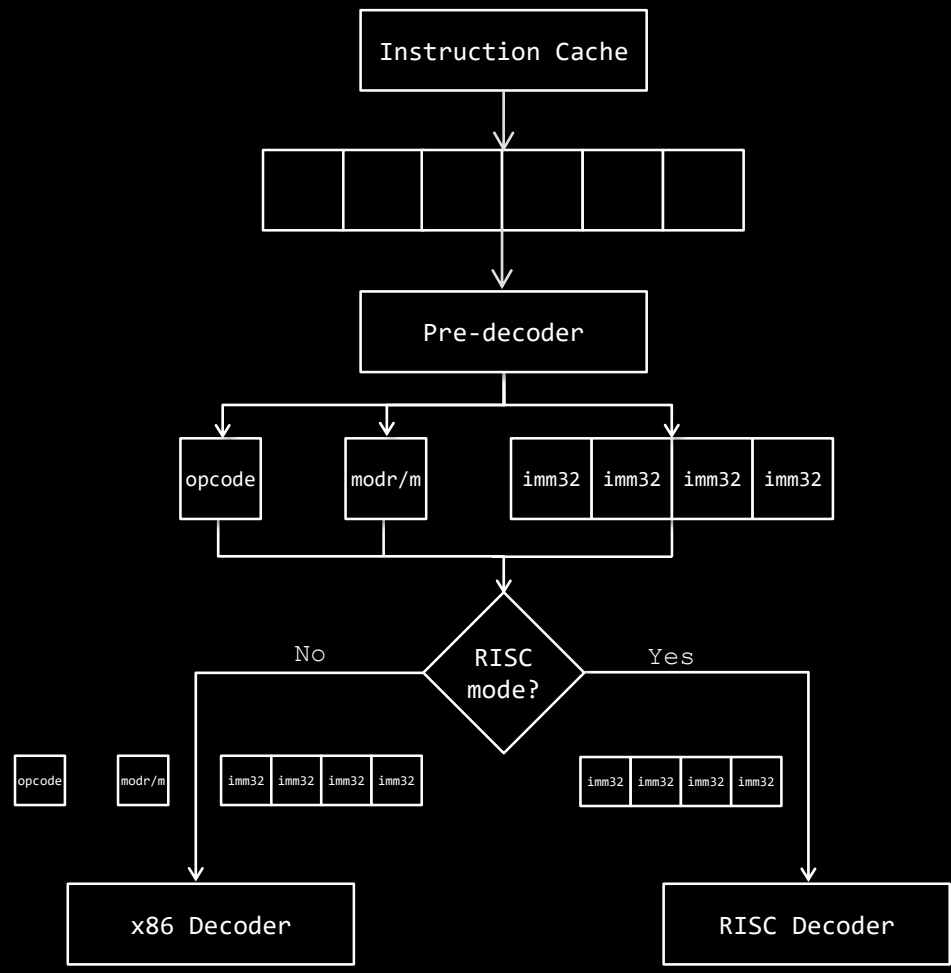 Instruction Cache
Pre-decoder
opcode
modr/m
imm32
imm32
imm32
imm32
RISC
mode?
No
Yes
opcode
modr/m
imm32
imm32
imm32
imm32
imm32
imm32
imm32
imm32
x86 Decoder
RISC Decoder